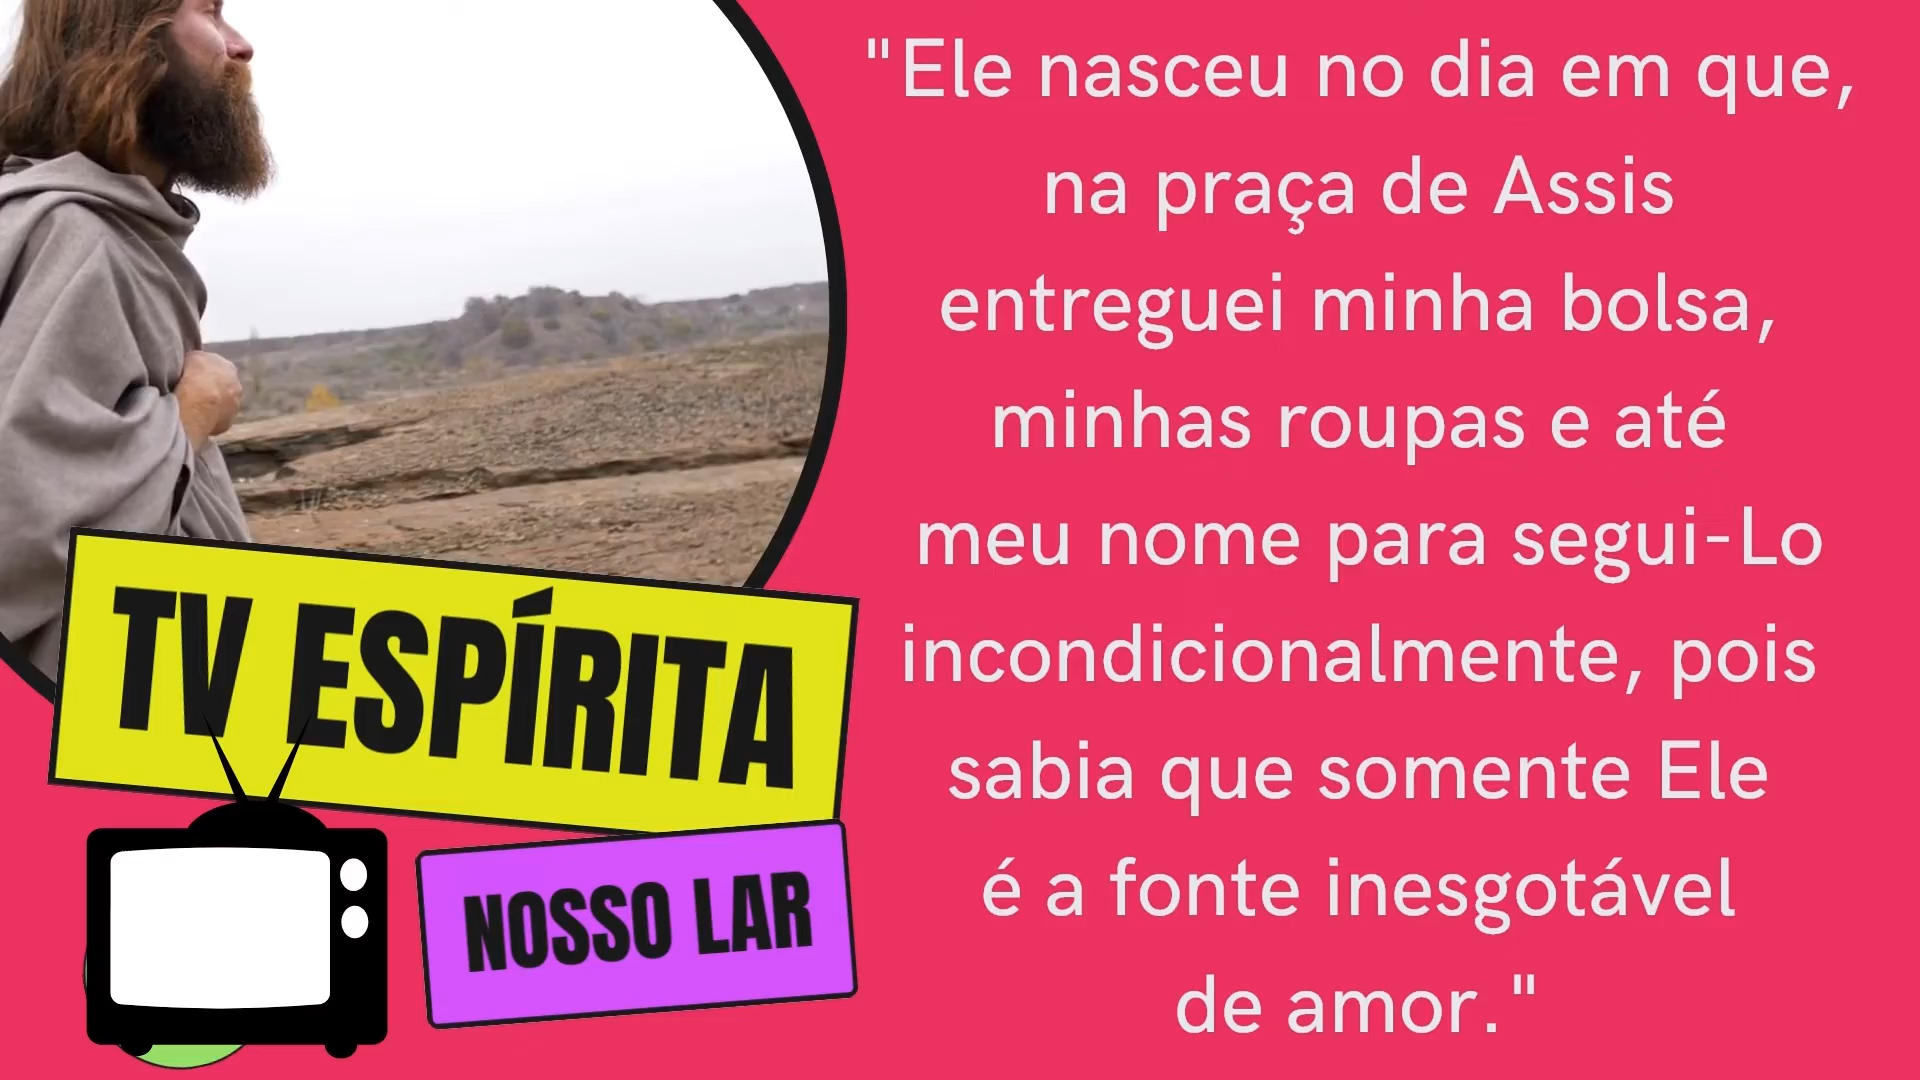 "Ele nasceu no dia em que,
na praça de Assis
entreguei minha bolsa,
minhas roupas e até
meu nome para segui-Lo
incondicionalmente, pois
sabia que somente Ele
é a fonte inesgotável
de amor."
TV ESPÍRITA
NOSSO LAR